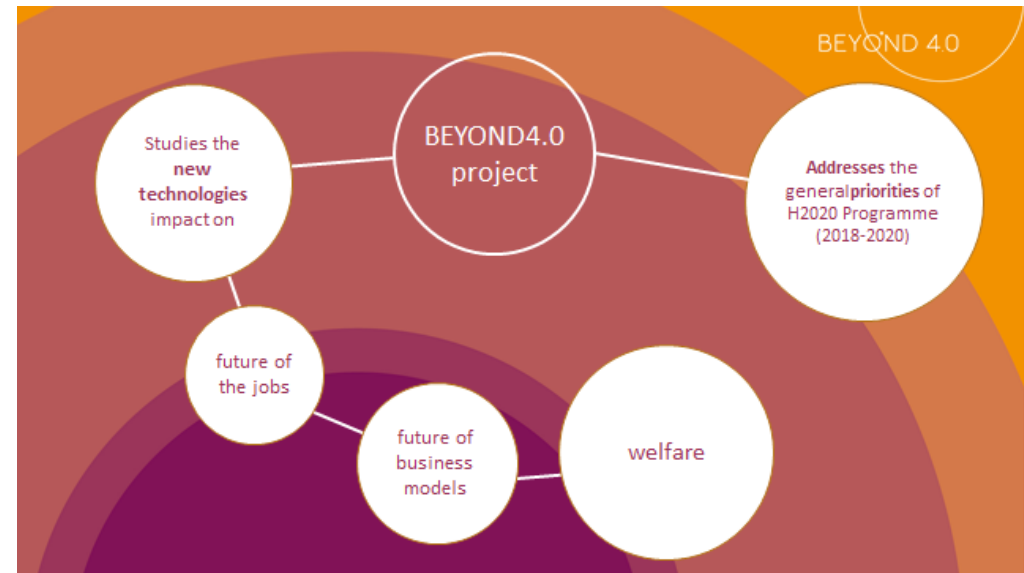 BEYOND 4.0
BEYOND4.0
project
Studies the
new
technologies
impact on
Addresses the
generalpriorities of
H2020 Programme
(2018-2020)
future of
the jobs
future of
business
models
welfare